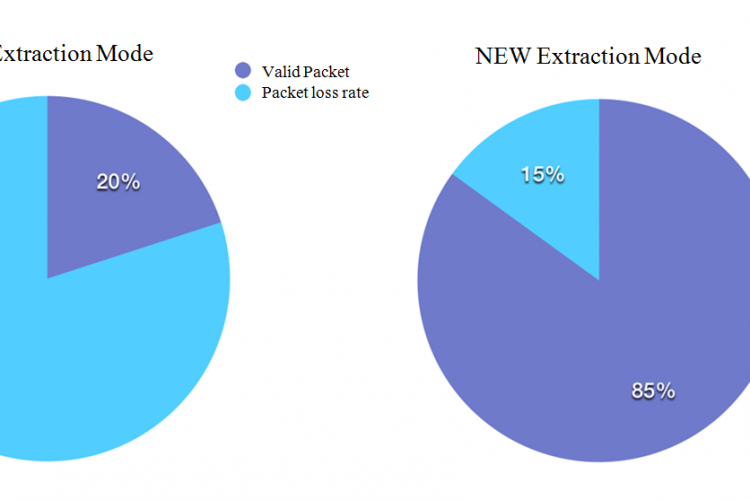 Extraction Mode
20%
Valid Packet
Packet loss rate
NEW Extraction Mode
15%
85%